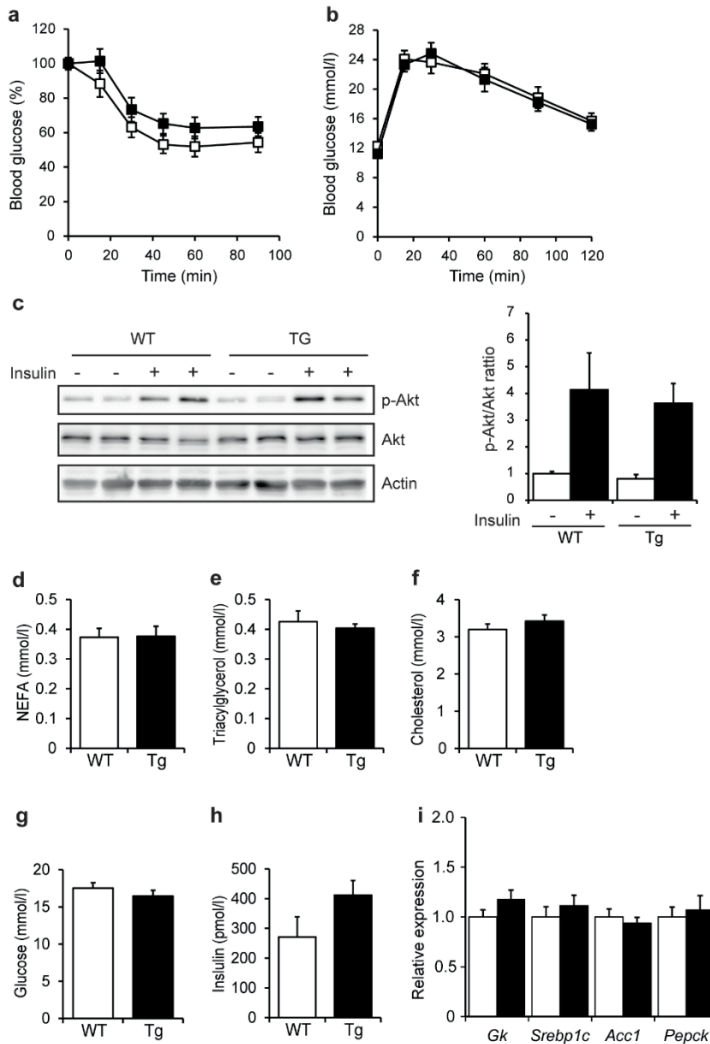 a
Blood glucose (%)
120
100
80
60
40
20
0
0 20 40 60 80 100
Time (min)
b
Blood glucose (mmol/l)
28
24
20
16
12
8
4
0 20 40 60 80 100 120
Time (min)
c
WT TG
Insulin - - + + - - + +
p-Akt
Akt
Actin
p-Akt/Akt rattio
7
6
5
4
3
2
1
0
Insulin - + - +
WT Tg
d
NEFA (mmol/l)
0.5
0.4
0.3
0.2
0.1
0
WT Tg
e
Triacylglycerol (mmol/l)
0.5
0.4
0.3
0.2
0.1
0
WT Tg
f
Cholesterol (mmol/l)
4
3
2
1
0
WT Tg
g
Glucose (mmol/l)
20
15
10
5
0
WT Tg
h
Inslulin (pmol/l)
500
400
300
200
100
0
WT Tg
i
Relative expression
2.0
1.5
1.0
0.5
0
Gk Srebp1c Acc1 Pepck